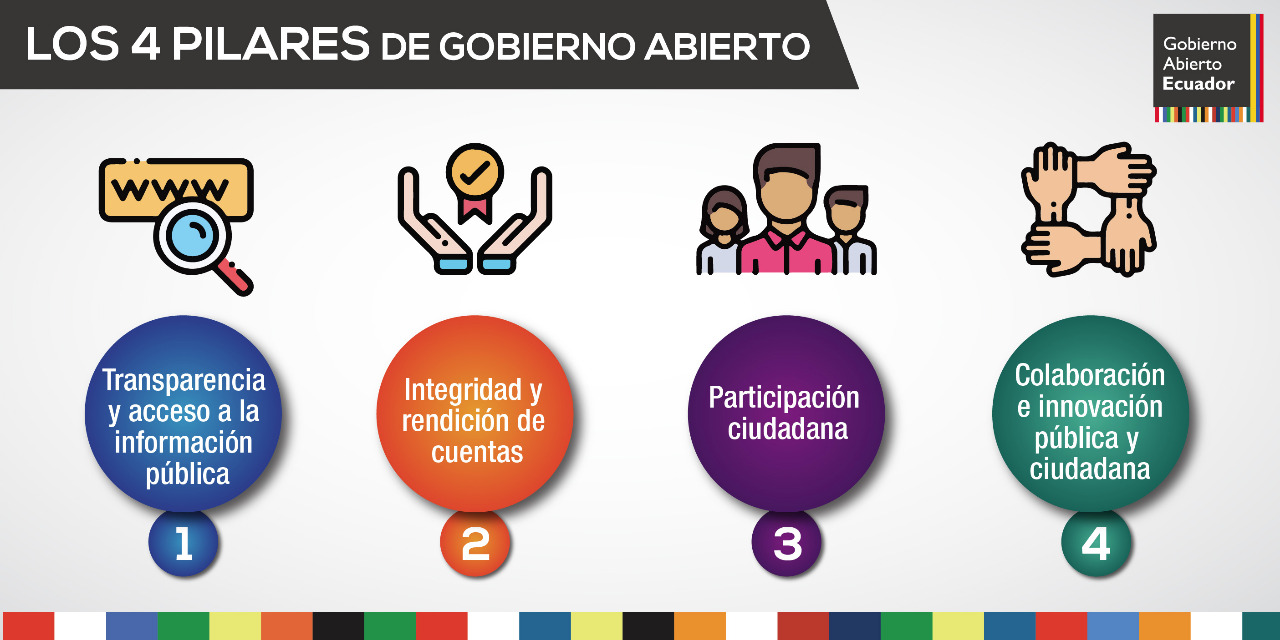 LOS 4 PILARES DE GOBIERNO ABIERTO
Gobierno
Abierto
Ecuador
WWW
Transparencia
y acceso a la
información
pública
1
Integridad y
rendición de
cuentas
2
Participación
ciudadana
3
Colaboración
e innovación
pública y
ciudadana
4